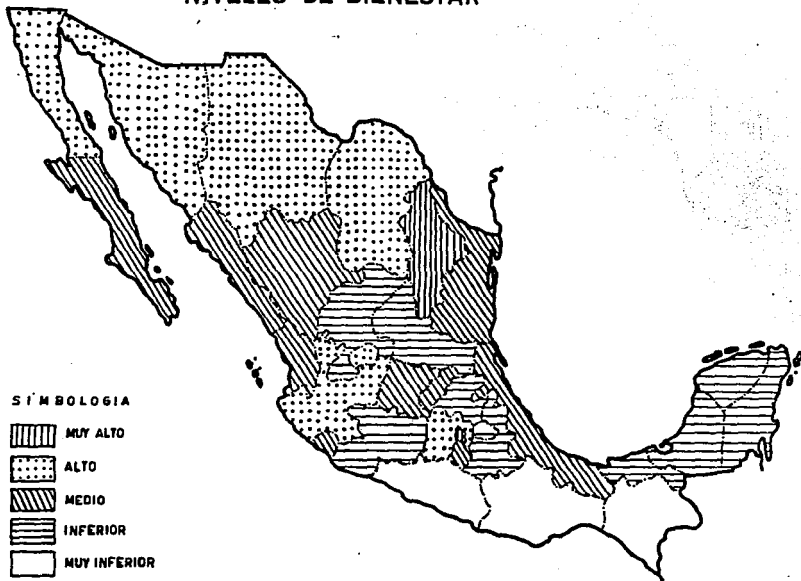 NIVELES DE BIENESTAR
SIMBOLOGIA
MUY ALTO
ALTO
MEDIO
INFERIOR
MUY INFERIOR